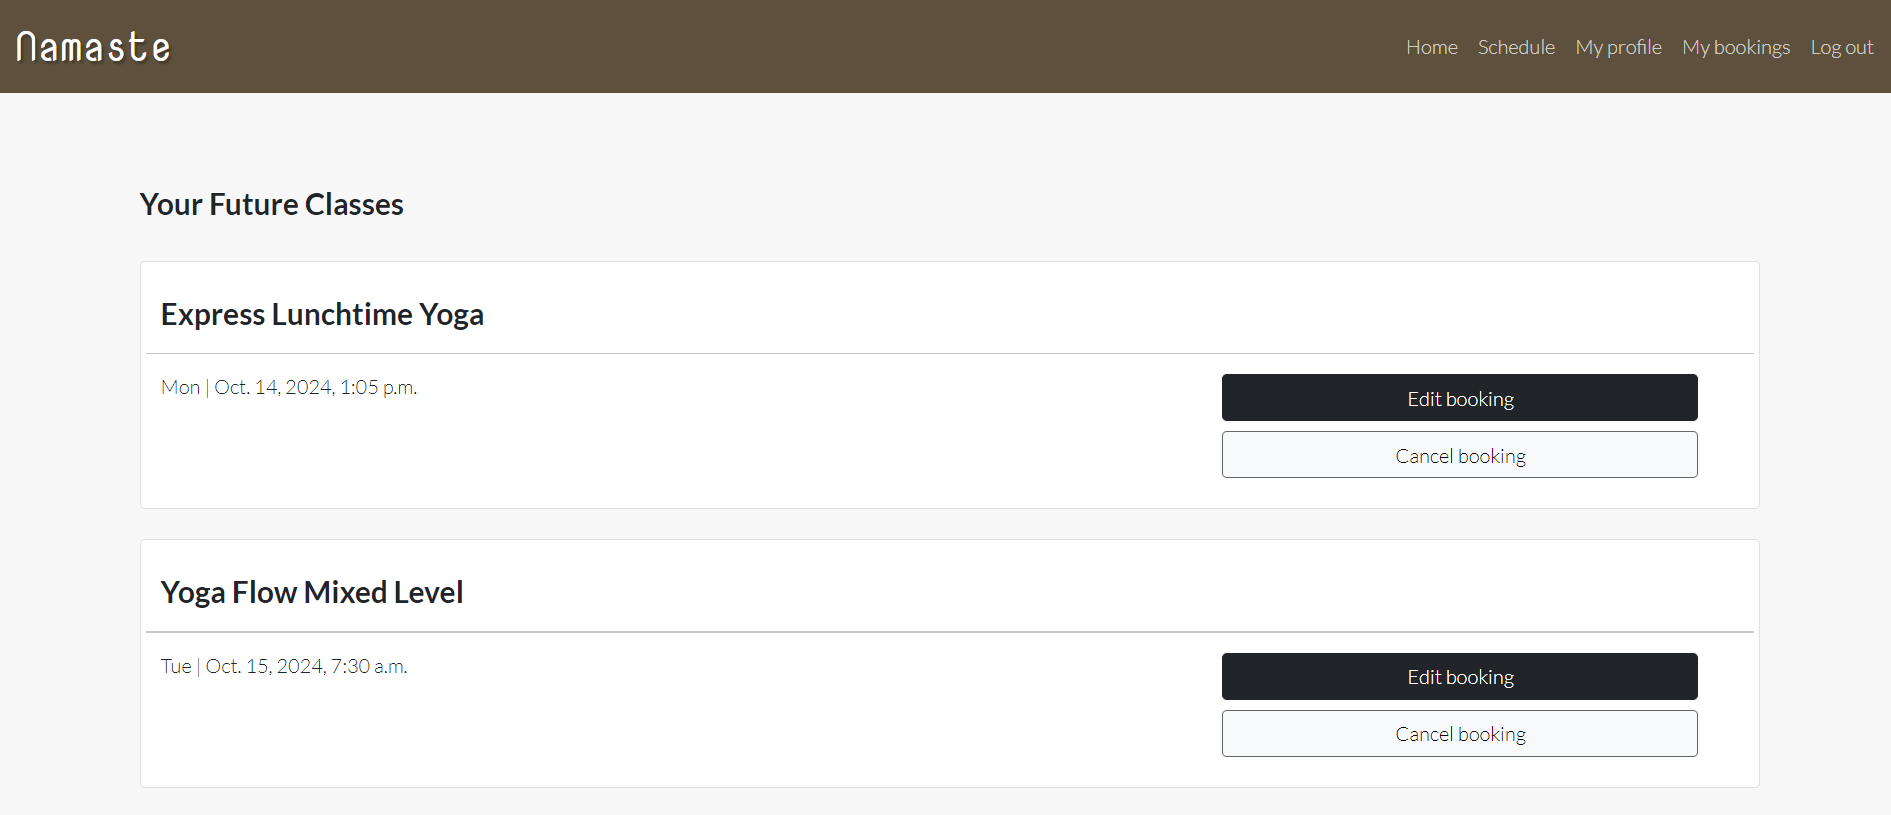 Namaste
Home Schedule My profile My bookings Log out
Your Future Classes
Express Lunchtime Yoga
Mon | Oct. 14, 2024, 1:05 p.m.
Edit booking
Cancel booking
Yoga Flow Mixed Level
Tue | Oct. 15, 2024, 7:30 a.m.
Edit booking
Cancel booking